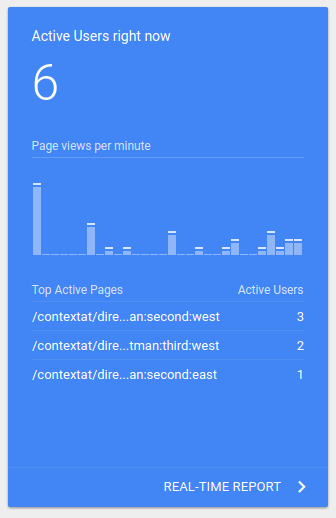 Active Users right now
6
Page views per minute
Top Active Pages Active Users
/contextat/dire...an:second:west 3
/contextat/dire...tman:third:west 2
/contextat/dire...an:second:east 1
REAL-TIME REPORT